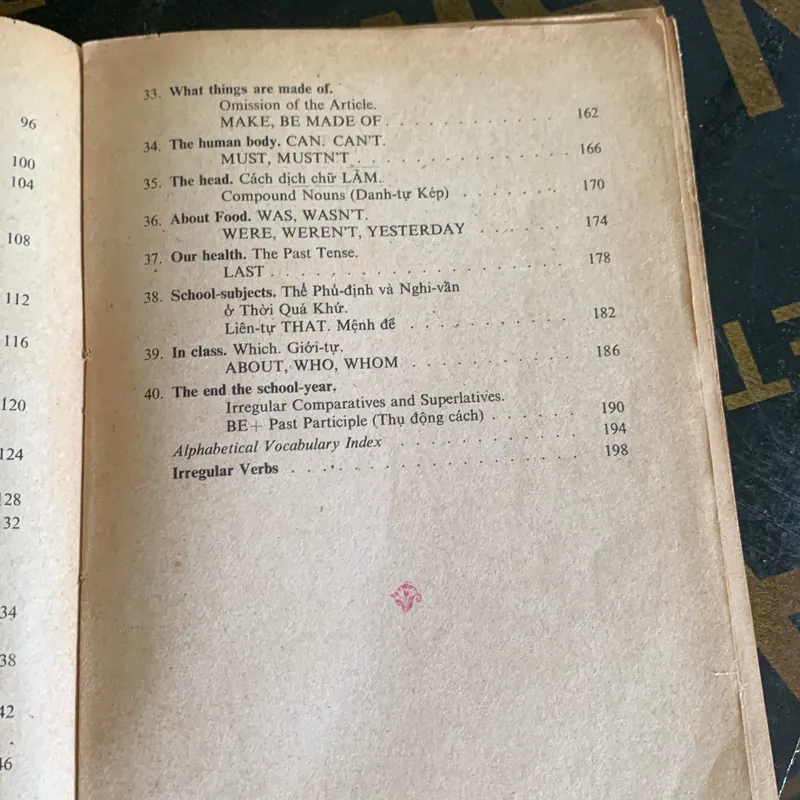 96
100
104
108
112
116
120
124
128
32
34
38
42
46
33. What things are made of.
Omission of the Article.
MAKE, BE MADE OF . . . . . . . . . . . . 162
34. The human body. CAN. CAN'T.
MUST, MUSTN'T . . . . . . . . . . . . . . 166
35. The head. Cách dịch chữ LÀM.
Compound Nouns (Danh-tự Kép) . . . . . . . 170
36. About Food. WAS, WASN'T.
WERE, WEREN'T, YESTERDAY . . . . . . 174
37. Our health. The Past Tense.
LAST . . . . . . . . . . . . . . . . . . 178
38. School-subjects. Thể Phủ-định và Nghi-vấn
ở Thời Quá Khứ.
Liên-tự THAT. Mệnh đề . . . . . . . . . . 182
39. In class. Which. Giới-tự.
ABOUT, WHO, WHOM . . . . . . . . . . 186
40. The end the school-year.
Irregular Comparatives and Superlatives.
BE+ Past Participle (Thụ động cách) . . . . . . 190
Alphabetical Vocabulary Index . . . . . . . . . . . 194
Irregular Verbs . . . . . . . . . . . . . . . . . . 198